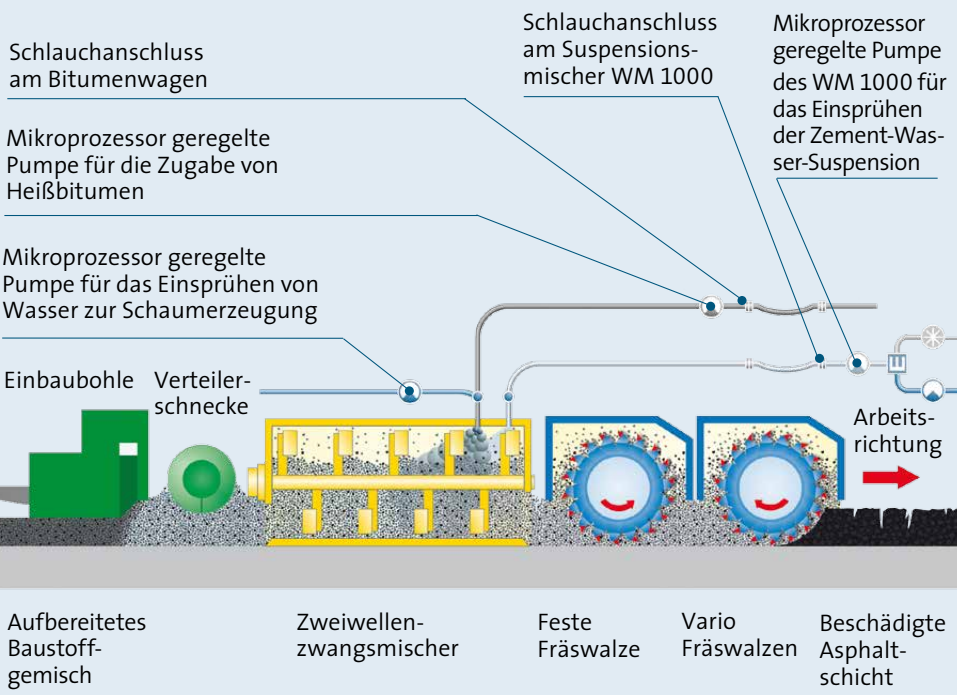 Schlauchanschluss
am Bitumenwagen
Schlauchanschluss
am Suspensions-
mischer WM 1000
Mikroprozessor
geregelte Pumpe
des WM 1000 für
das Einsprühen
der Zement-Was-
ser-Suspension
Mikroprozessor geregelte
Pumpe für die Zugabe von
Heißbitumen
Mikroprozessor geregelte
Pumpe für das Einsprühen von
Wasser zur Schaumerzeugung
Einbaubohle
Verteiler-
schnecke
Arbeits-
richtung
Aufbereitetes
Baustoff-
gemisch
Zweiwellen-
zwangsmischer
Feste
Fräswalze
Vario
Fräswalzen
Beschädigte
Asphalt-
schicht